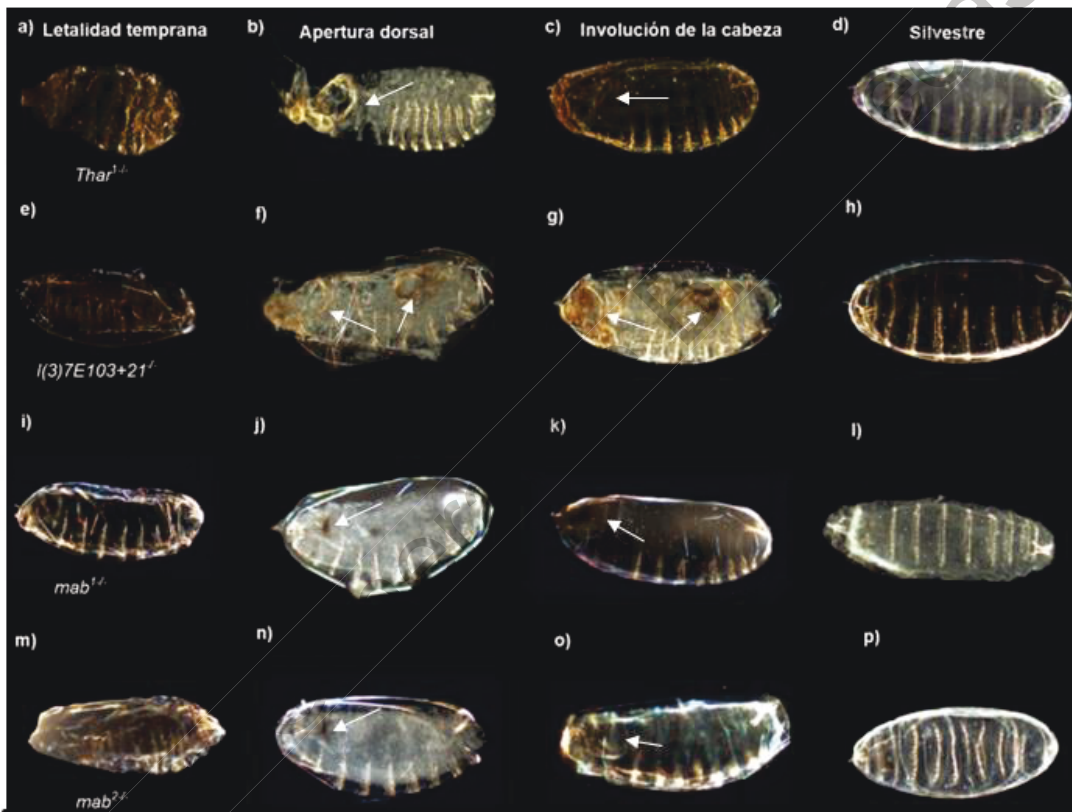 a) Letalidad temprana
b) Apertura dorsal
c) Involución de la cabeza
d) Silvestre
Thar¹⁻/⁻
e)
f)
g)
h)
l(3)7E103+21⁻/⁻
i)
j)
k)
l)
mab¹⁻/⁻
m)
n)
o)
p)
mab²⁻/⁻